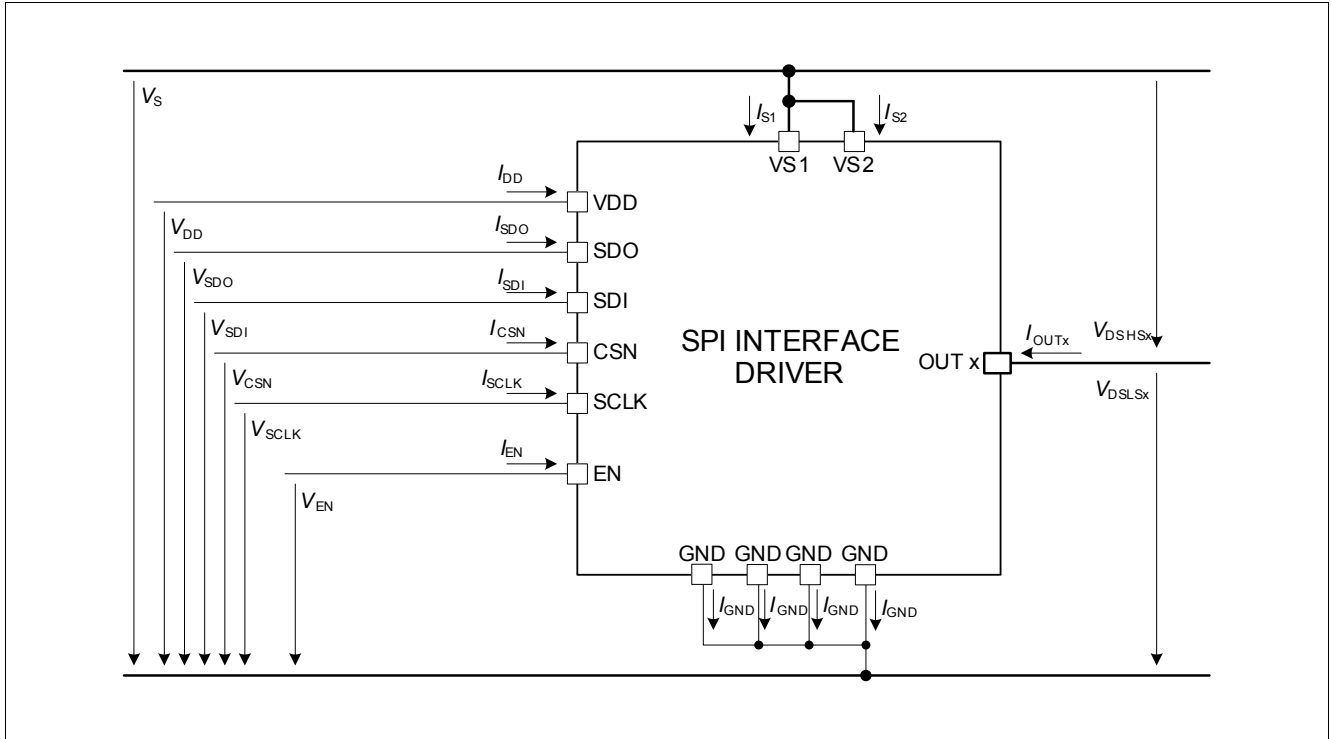 VS
IS1
IS2
VS1 VS2
IDD
VDD
VDD
ISDO
SDO
VSDO
ISDI
SDI
VSDI
ICSN
CSN
VCSN
ISCLK
SCLK
VSCLK
IEN
EN
VEN
SPI INTERFACE
DRIVER
OUT x
IOUTx
VDSHSx
VDSLSx
GND GND GND GND
IGND IGND IGND IGND